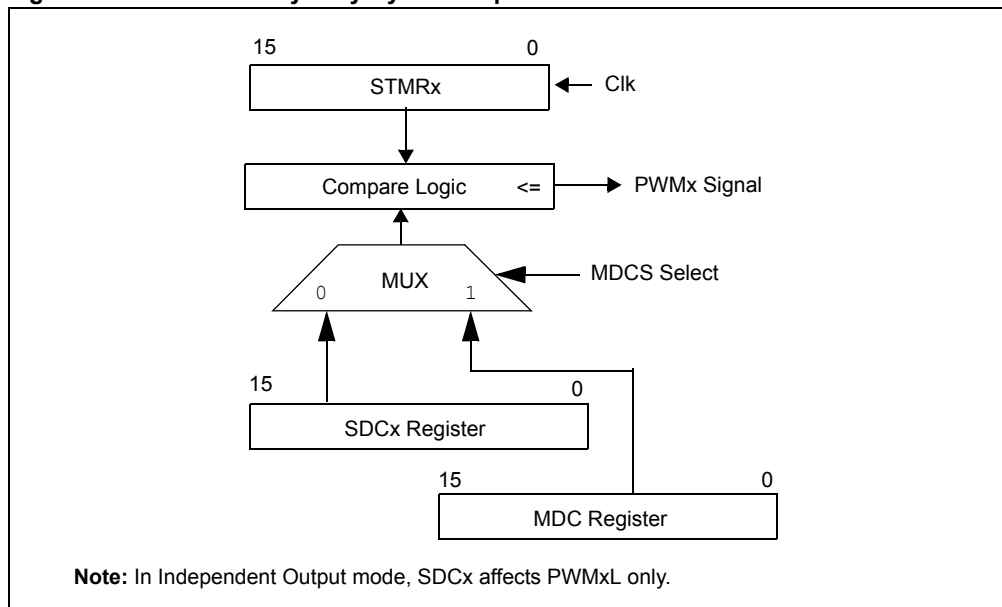 15 0
STMRx
Clk
Compare Logic <=
PWMx Signal
MUX
MDCS Select
0 1
15 0
SDCx Register
15 0
MDC Register
Note: In Independent Output mode, SDCx affects PWMxL only.